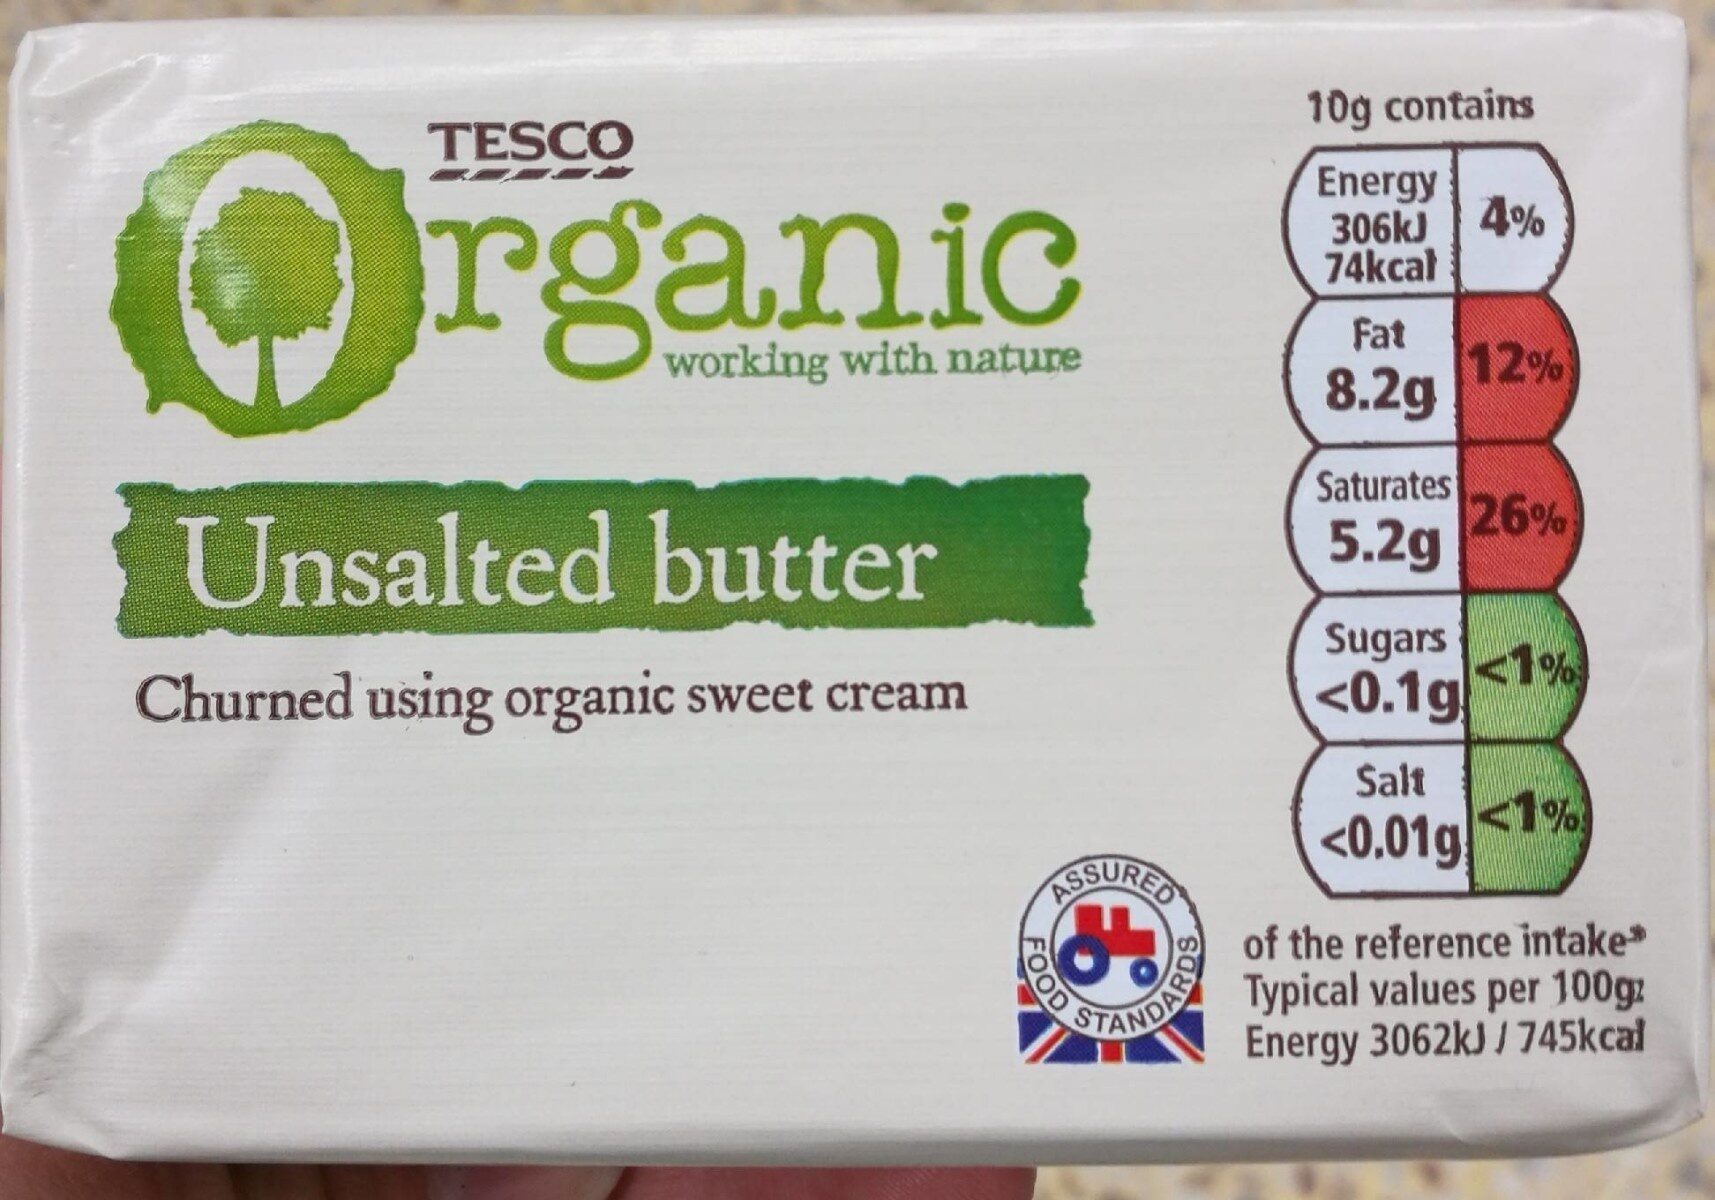 TESCO
Organic
working with nature
Unsalted butter
Churned using organic sweet cream
10g contains
Energy
306kJ
74kcal
4%
Fat
8.2g
12%
Saturates
5.2g
26%
Sugars
<0.1g
<1%
Salt
<0.01g
<1%
of the reference intake*
Typical values per 100g:
Energy 3062kJ / 745kcal
ASSURED
FOOD STANDARDS